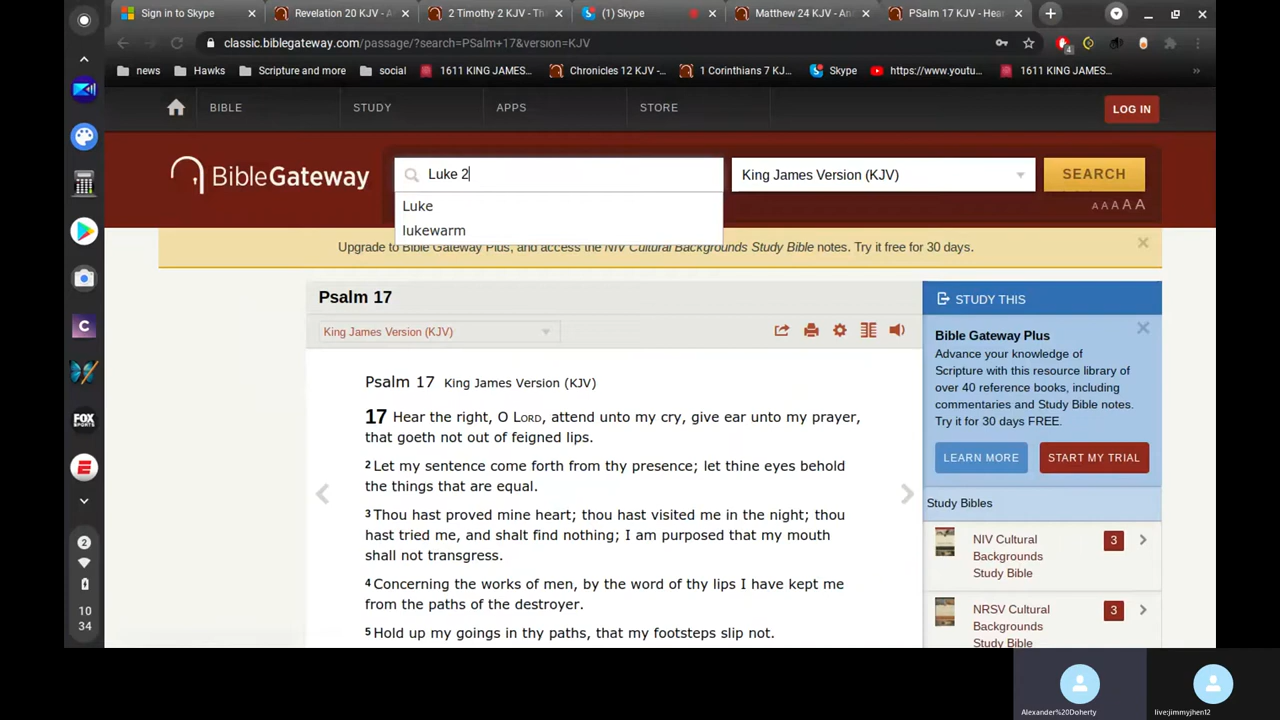 Sign in to Skype
Revelation 20 KJV - A
2 Timothy 2 KJV - Th
(1) Skype
Matthew 24 KJV - An
PSalm 17 KJV - Hear
classic.biblegateway.com/passage/?search=PSalm+17&version=KJV
4
news
Hawks
Scripture and more
social
1611 KING JAMES...
Chronicles 12 KJV -...
1 Corinthians 7 KJ...
Skype
https://www.youtu...
1611 KING JAMES...
»
BIBLE
STUDY
APPS
STORE
LOG IN
BibleGateway
Luke 2
King James Version (KJV)
SEARCH
A A A A A
Luke
lukewarm
Upgrade to Bible Gateway Plus, and access the NIV Cultural Backgrounds Study Bible notes. Try it free for 30 days.
Psalm 17
King James Version (KJV)
Psalm 17 King James Version (KJV)
17 Hear the right, O LORD, attend unto my cry, give ear unto my prayer,
that goeth not out of feigned lips.
2 Let my sentence come forth from thy presence; let thine eyes behold
the things that are equal.
3 Thou hast proved mine heart; thou hast visited me in the night; thou
hast tried me, and shalt find nothing; I am purposed that my mouth
shall not transgress.
4 Concerning the works of men, by the word of thy lips I have kept me
from the paths of the destroyer.
5 Hold up my goings in thy paths, that my footsteps slip not.
STUDY THIS
Bible Gateway Plus
Advance your knowledge of
Scripture with this resource library of
over 40 reference books, including
commentaries and Study Bible notes.
Try it for 30 days FREE.
LEARN MORE
START MY TRIAL
Study Bibles
NIV Cultural
Backgrounds
Study Bible
3
NRSV Cultural
Backgrounds
Study Bible
3
C
FOX
SPORTS
E
2
10
34
Alexander%20Doherty
live:jimmyjhen12